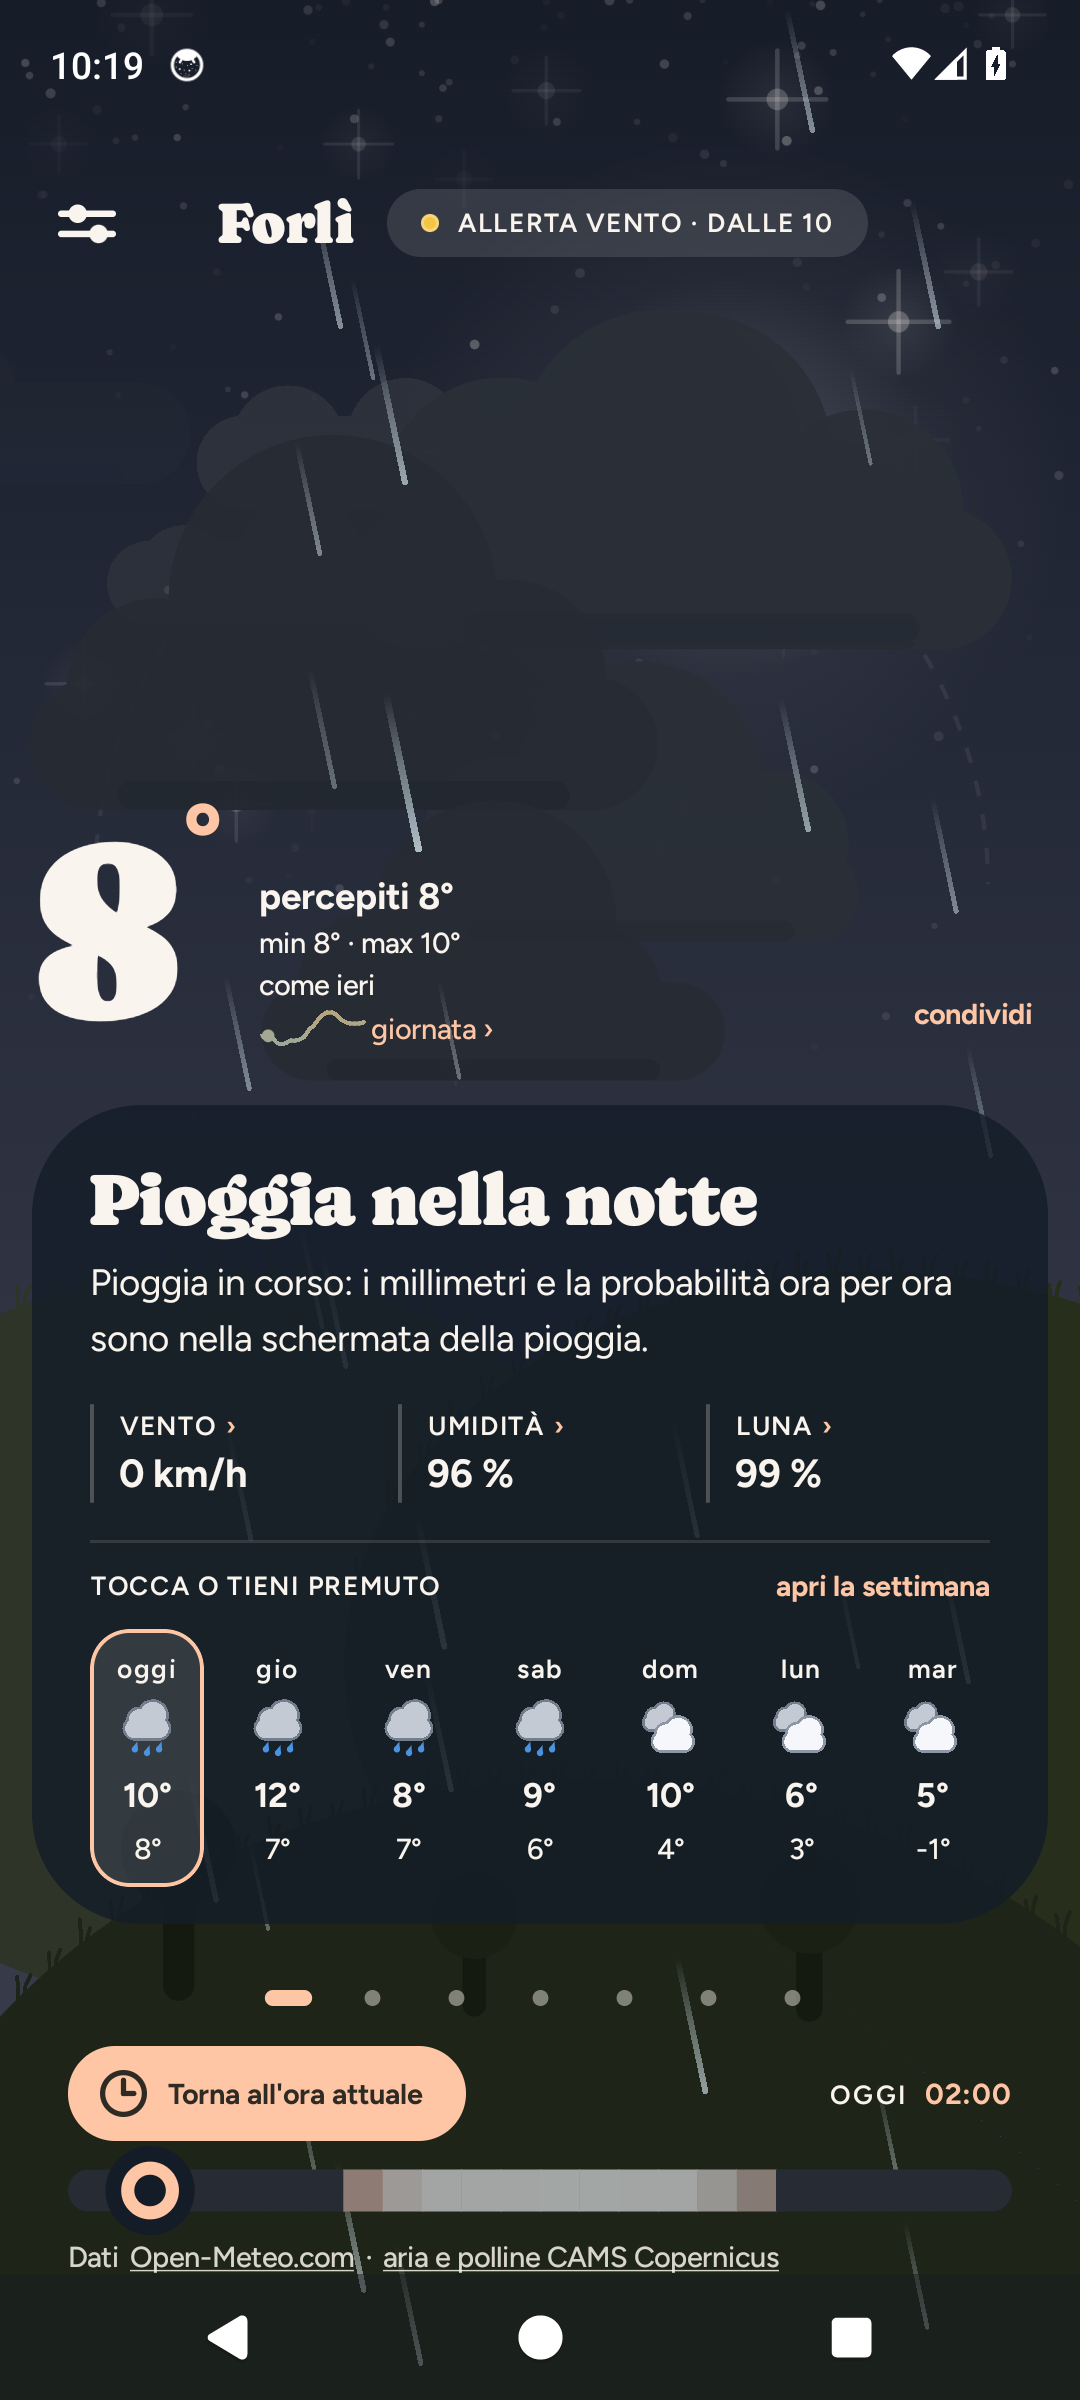 10:19
Forlì
ALLERTA VENTO · DALLE 10
8°
percepiti 8°
min 8° · max 10°
come ieri
giornata ›
condividi
Pioggia nella notte
Pioggia in corso: i millimetri e la probabilità ora per ora
sono nella schermata della pioggia.
VENTO › UMIDITÀ › LUNA ›
0 km/h 96 % 99 %
TOCCA O TIENI PREMUTO apri la settimana
oggi gio ven sab dom lun mar
10° 12° 8° 9° 10° 6° 5°
8° 7° 7° 6° 4° 3° -1°
Torna all'ora attuale OGGI 02:00
Dati Open-Meteo.com · aria e polline CAMS Copernicus